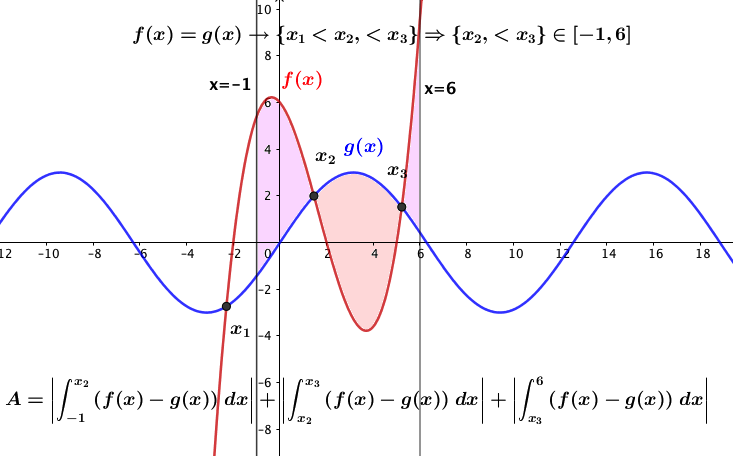 10
f(x) = g(x) → {x₁ < x₂, < x₃} ⇒ {x₂, < x₃} ∈ [−1, 6]
8
x=−1 f(x) x=6
6
4
x₂ g(x) x₃
2
12 -10 -8 -6 -4 -2 0 2 4 6 8 10 12 14 16 18
-2
x₁
-4
-6
A = |∫₋₁^{x₂} (f(x) − g(x)) dx| + |∫_{x₂}^{x₃} (f(x) − g(x)) dx| + |∫_{x₃}^{6} (f(x) − g(x)) dx|
-8